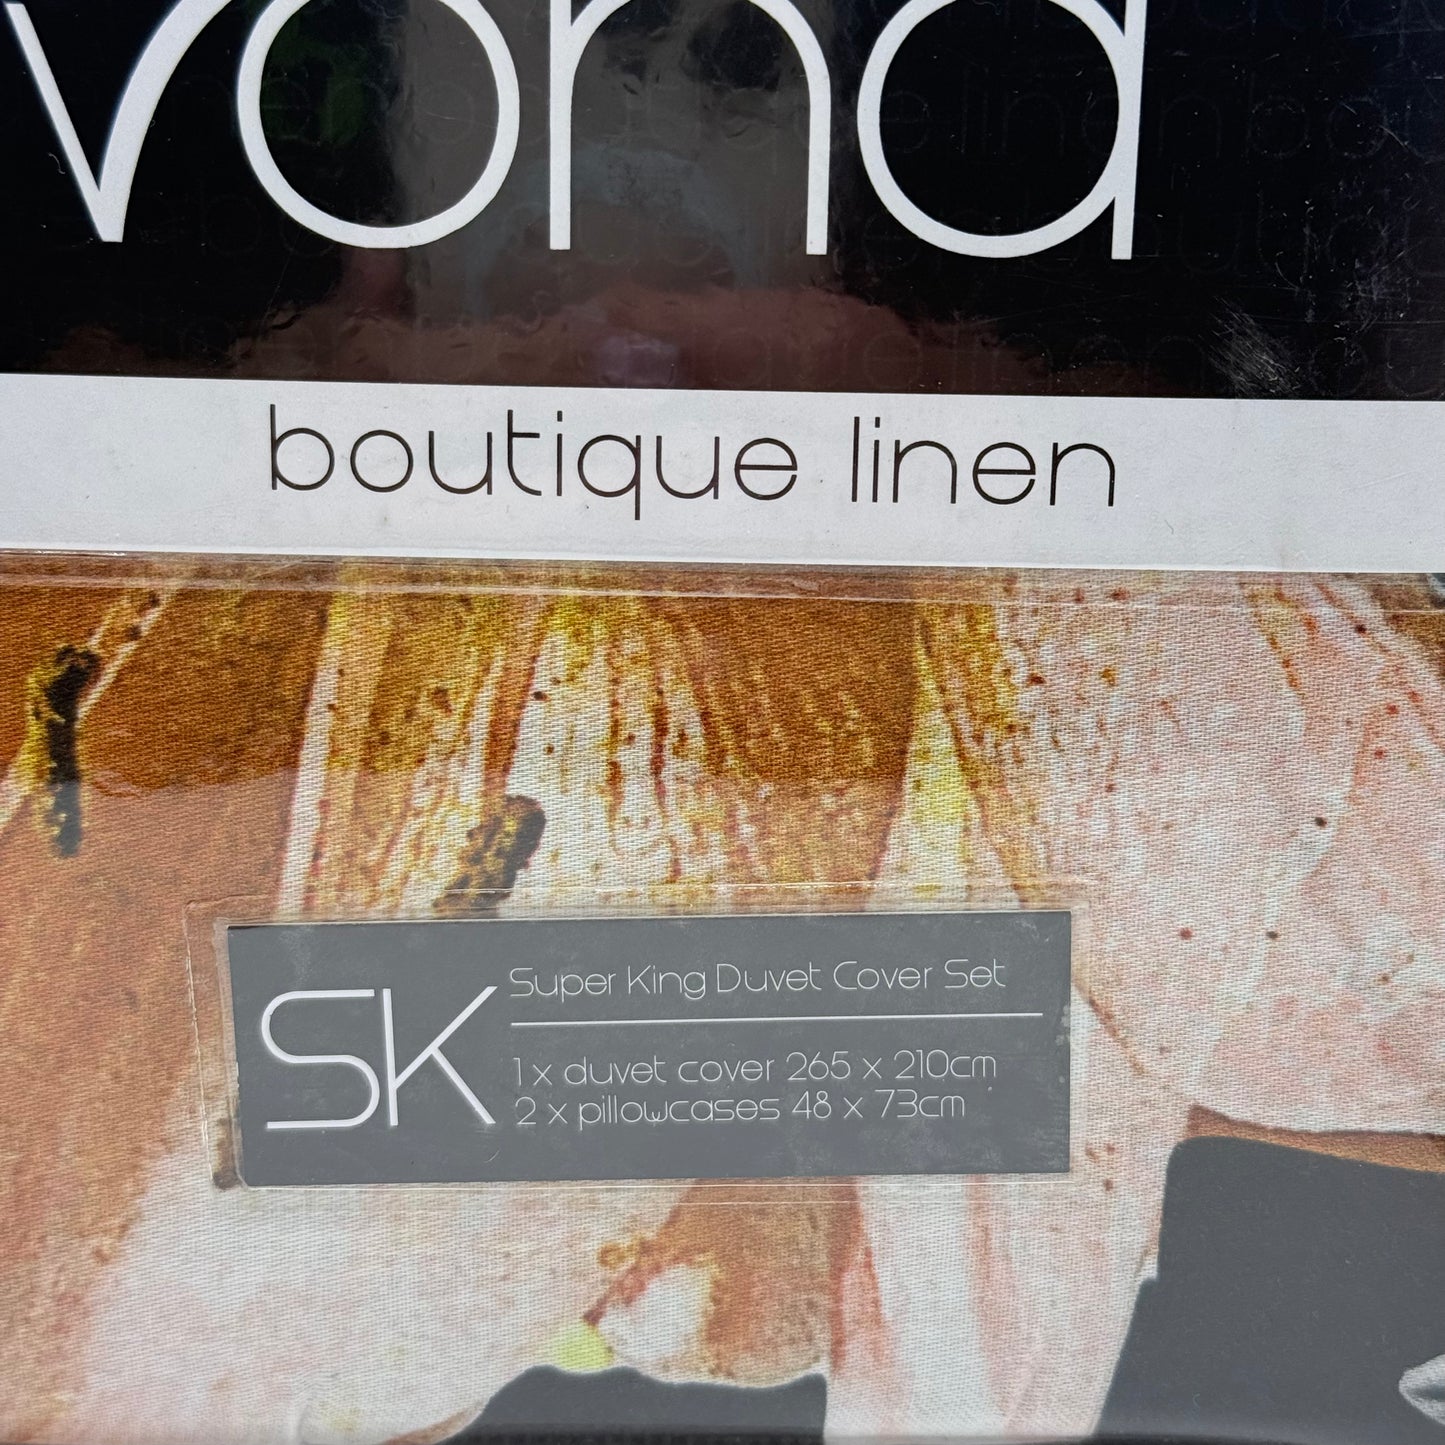 vona
boutique linen
SK
Super King Duvet Cover Set
1 x duvet cover 265 x 210cm
2 x pillowcases 48 x 73cm